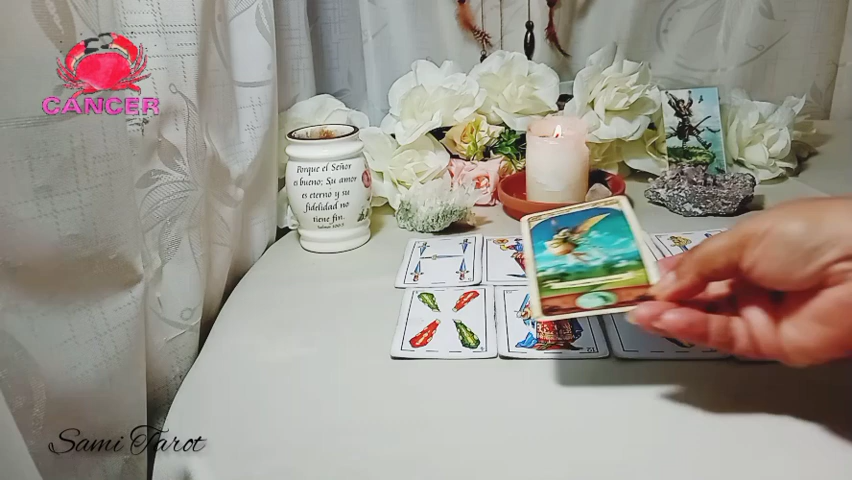 CANCER
Porque el Señor
es bueno; Su amor
es eterno y su
fidelidad no
tiene fin.
Sami Tarot